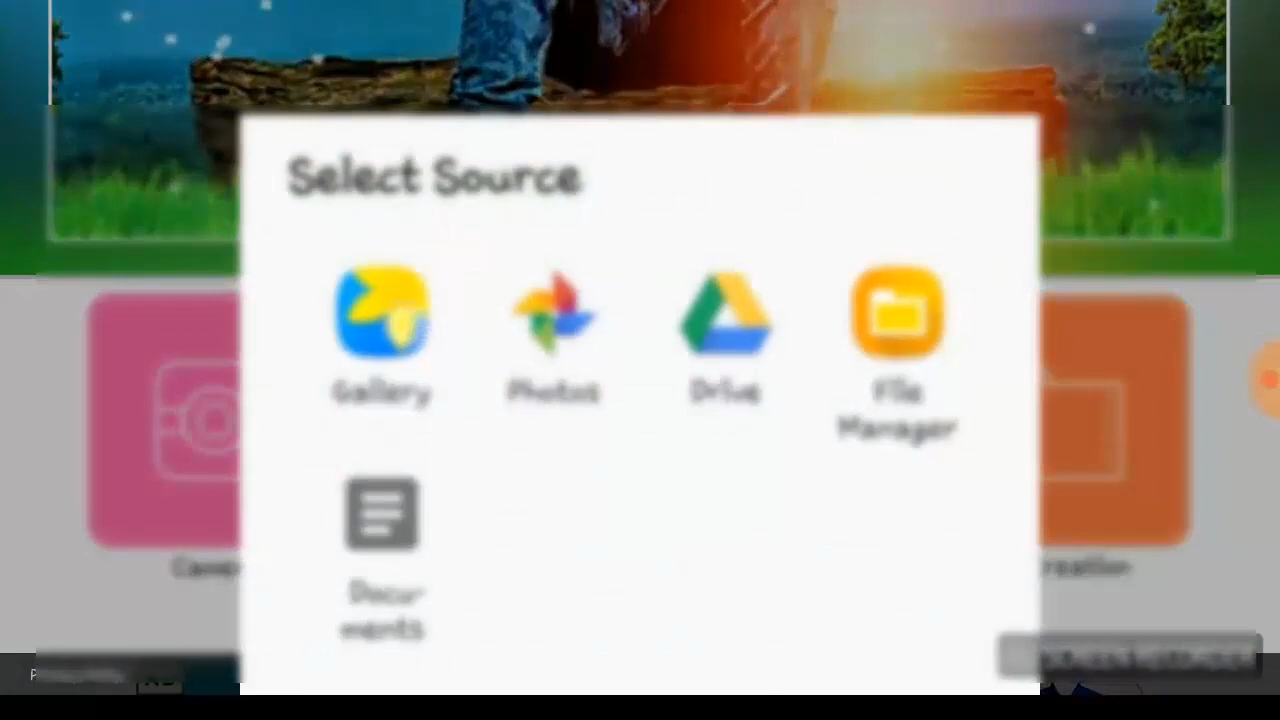 Select Source
Gallery
Photos
Drive
File
Manager
Docu-
ments